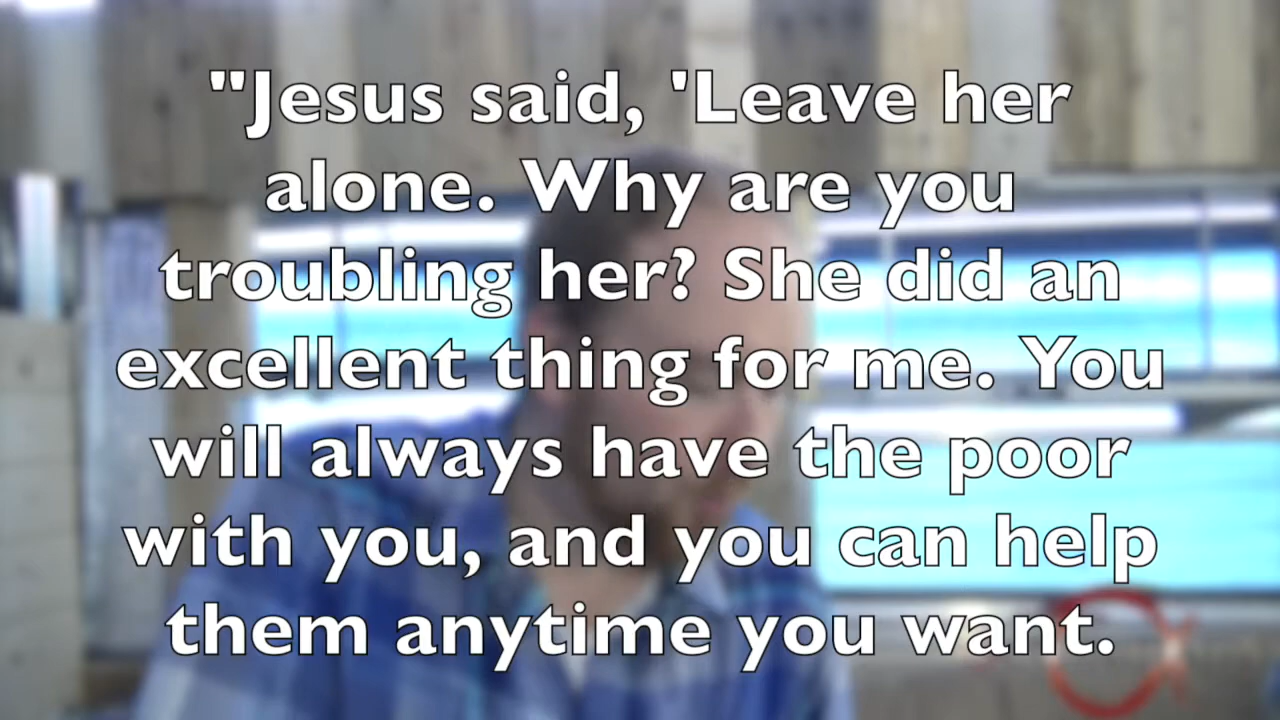 "Jesus said, 'Leave her
alone. Why are you
troubling her? She did an
excellent thing for me. You
will always have the poor
with you, and you can help
them anytime you want.